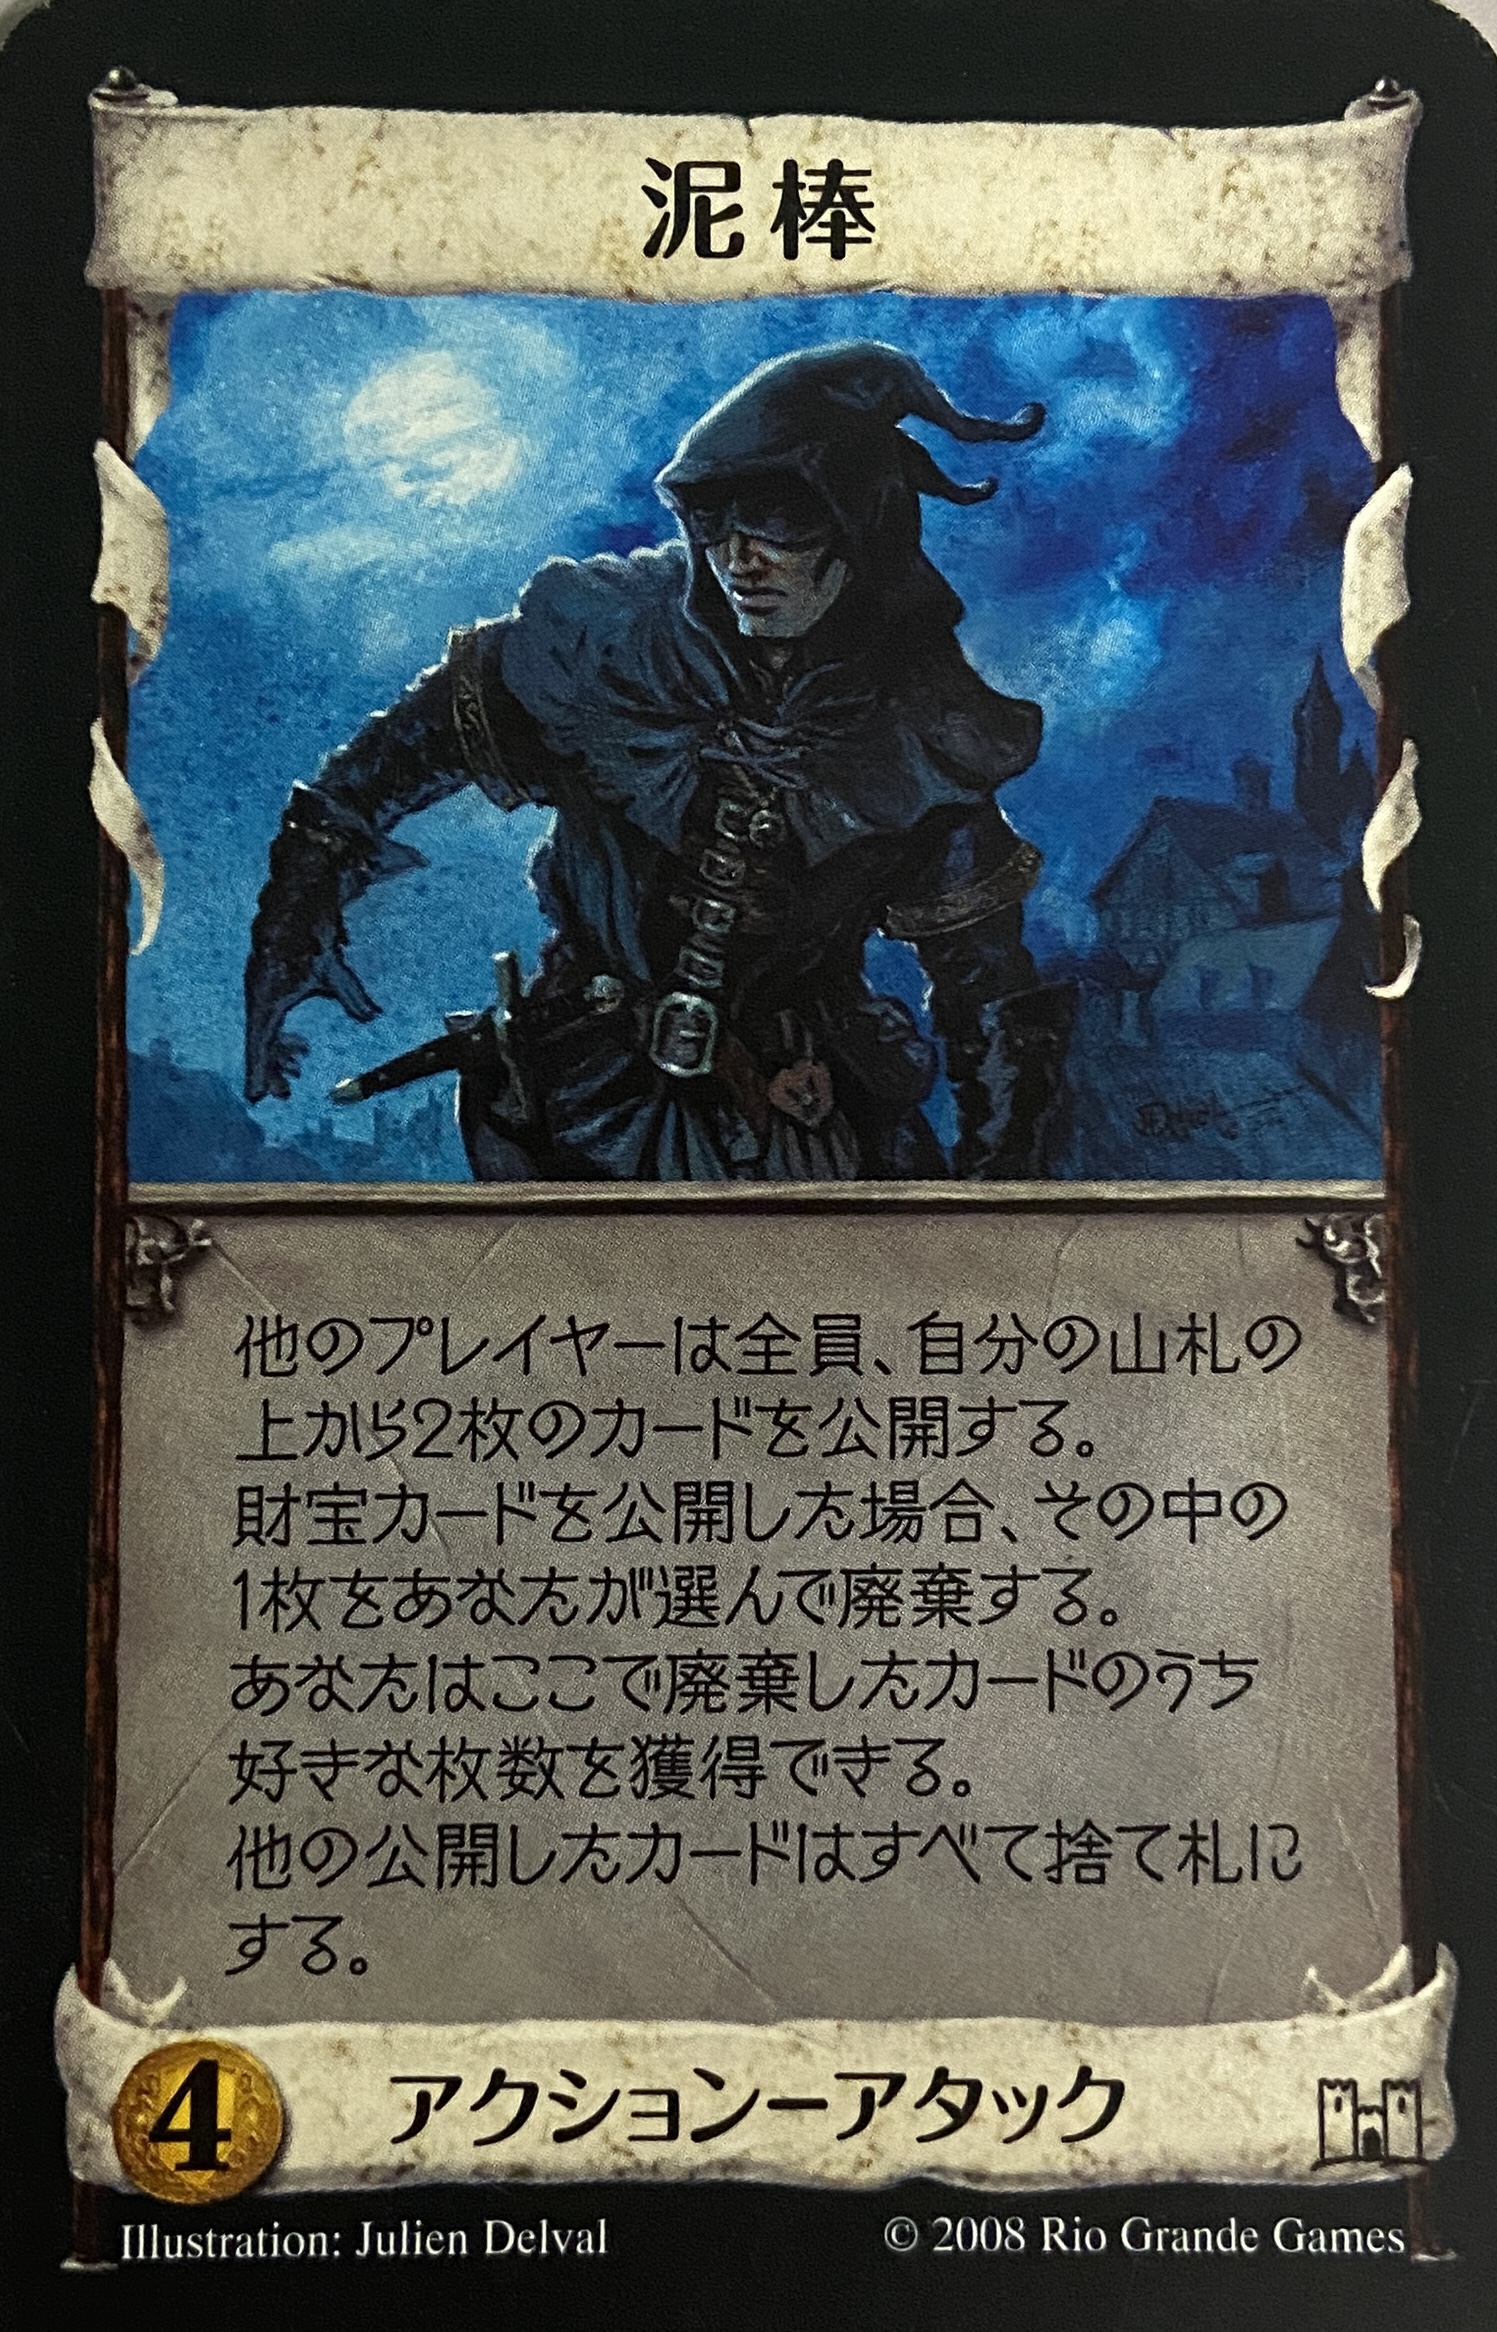 泥棒
他のプレイヤーは全員、自分の山札の
上から2枚のカードを公開する。
財宝カードを公開した場合、その中の
1枚をあなたが選んで廃棄する。
あなたはここで廃棄したカードのうち
好きな枚数を獲得できる。
他の公開したカードはすべて捨て札に
する。
4 アクションーアタック
Illustration: Julien Delval © 2008 Rio Grande Games